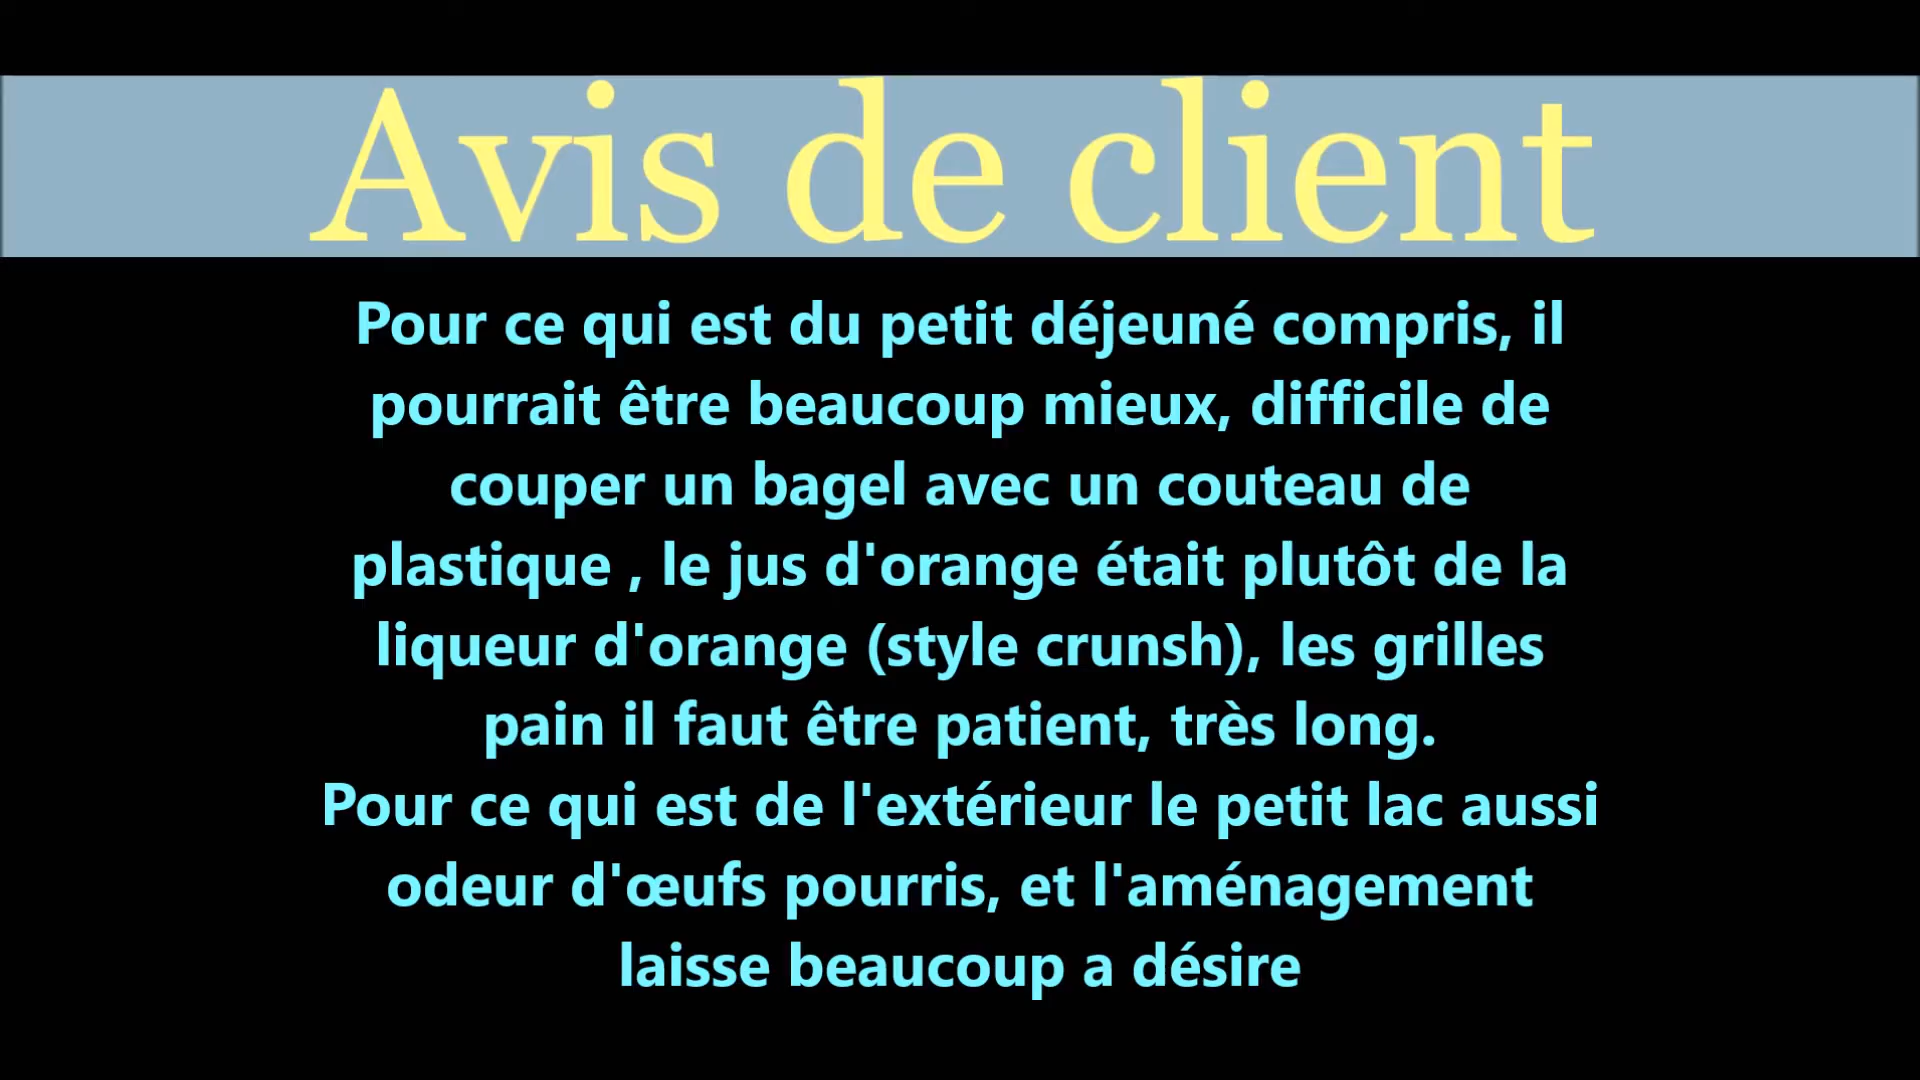 Avis de client
Pour ce qui est du petit déjeuné compris, il
pourrait être beaucoup mieux, difficile de
couper un bagel avec un couteau de
plastique , le jus d'orange était plutôt de la
liqueur d'orange (style crunsh), les grilles
pain il faut être patient, très long.
Pour ce qui est de l'extérieur le petit lac aussi
odeur d'œufs pourris, et l'aménagement
laisse beaucoup a désire